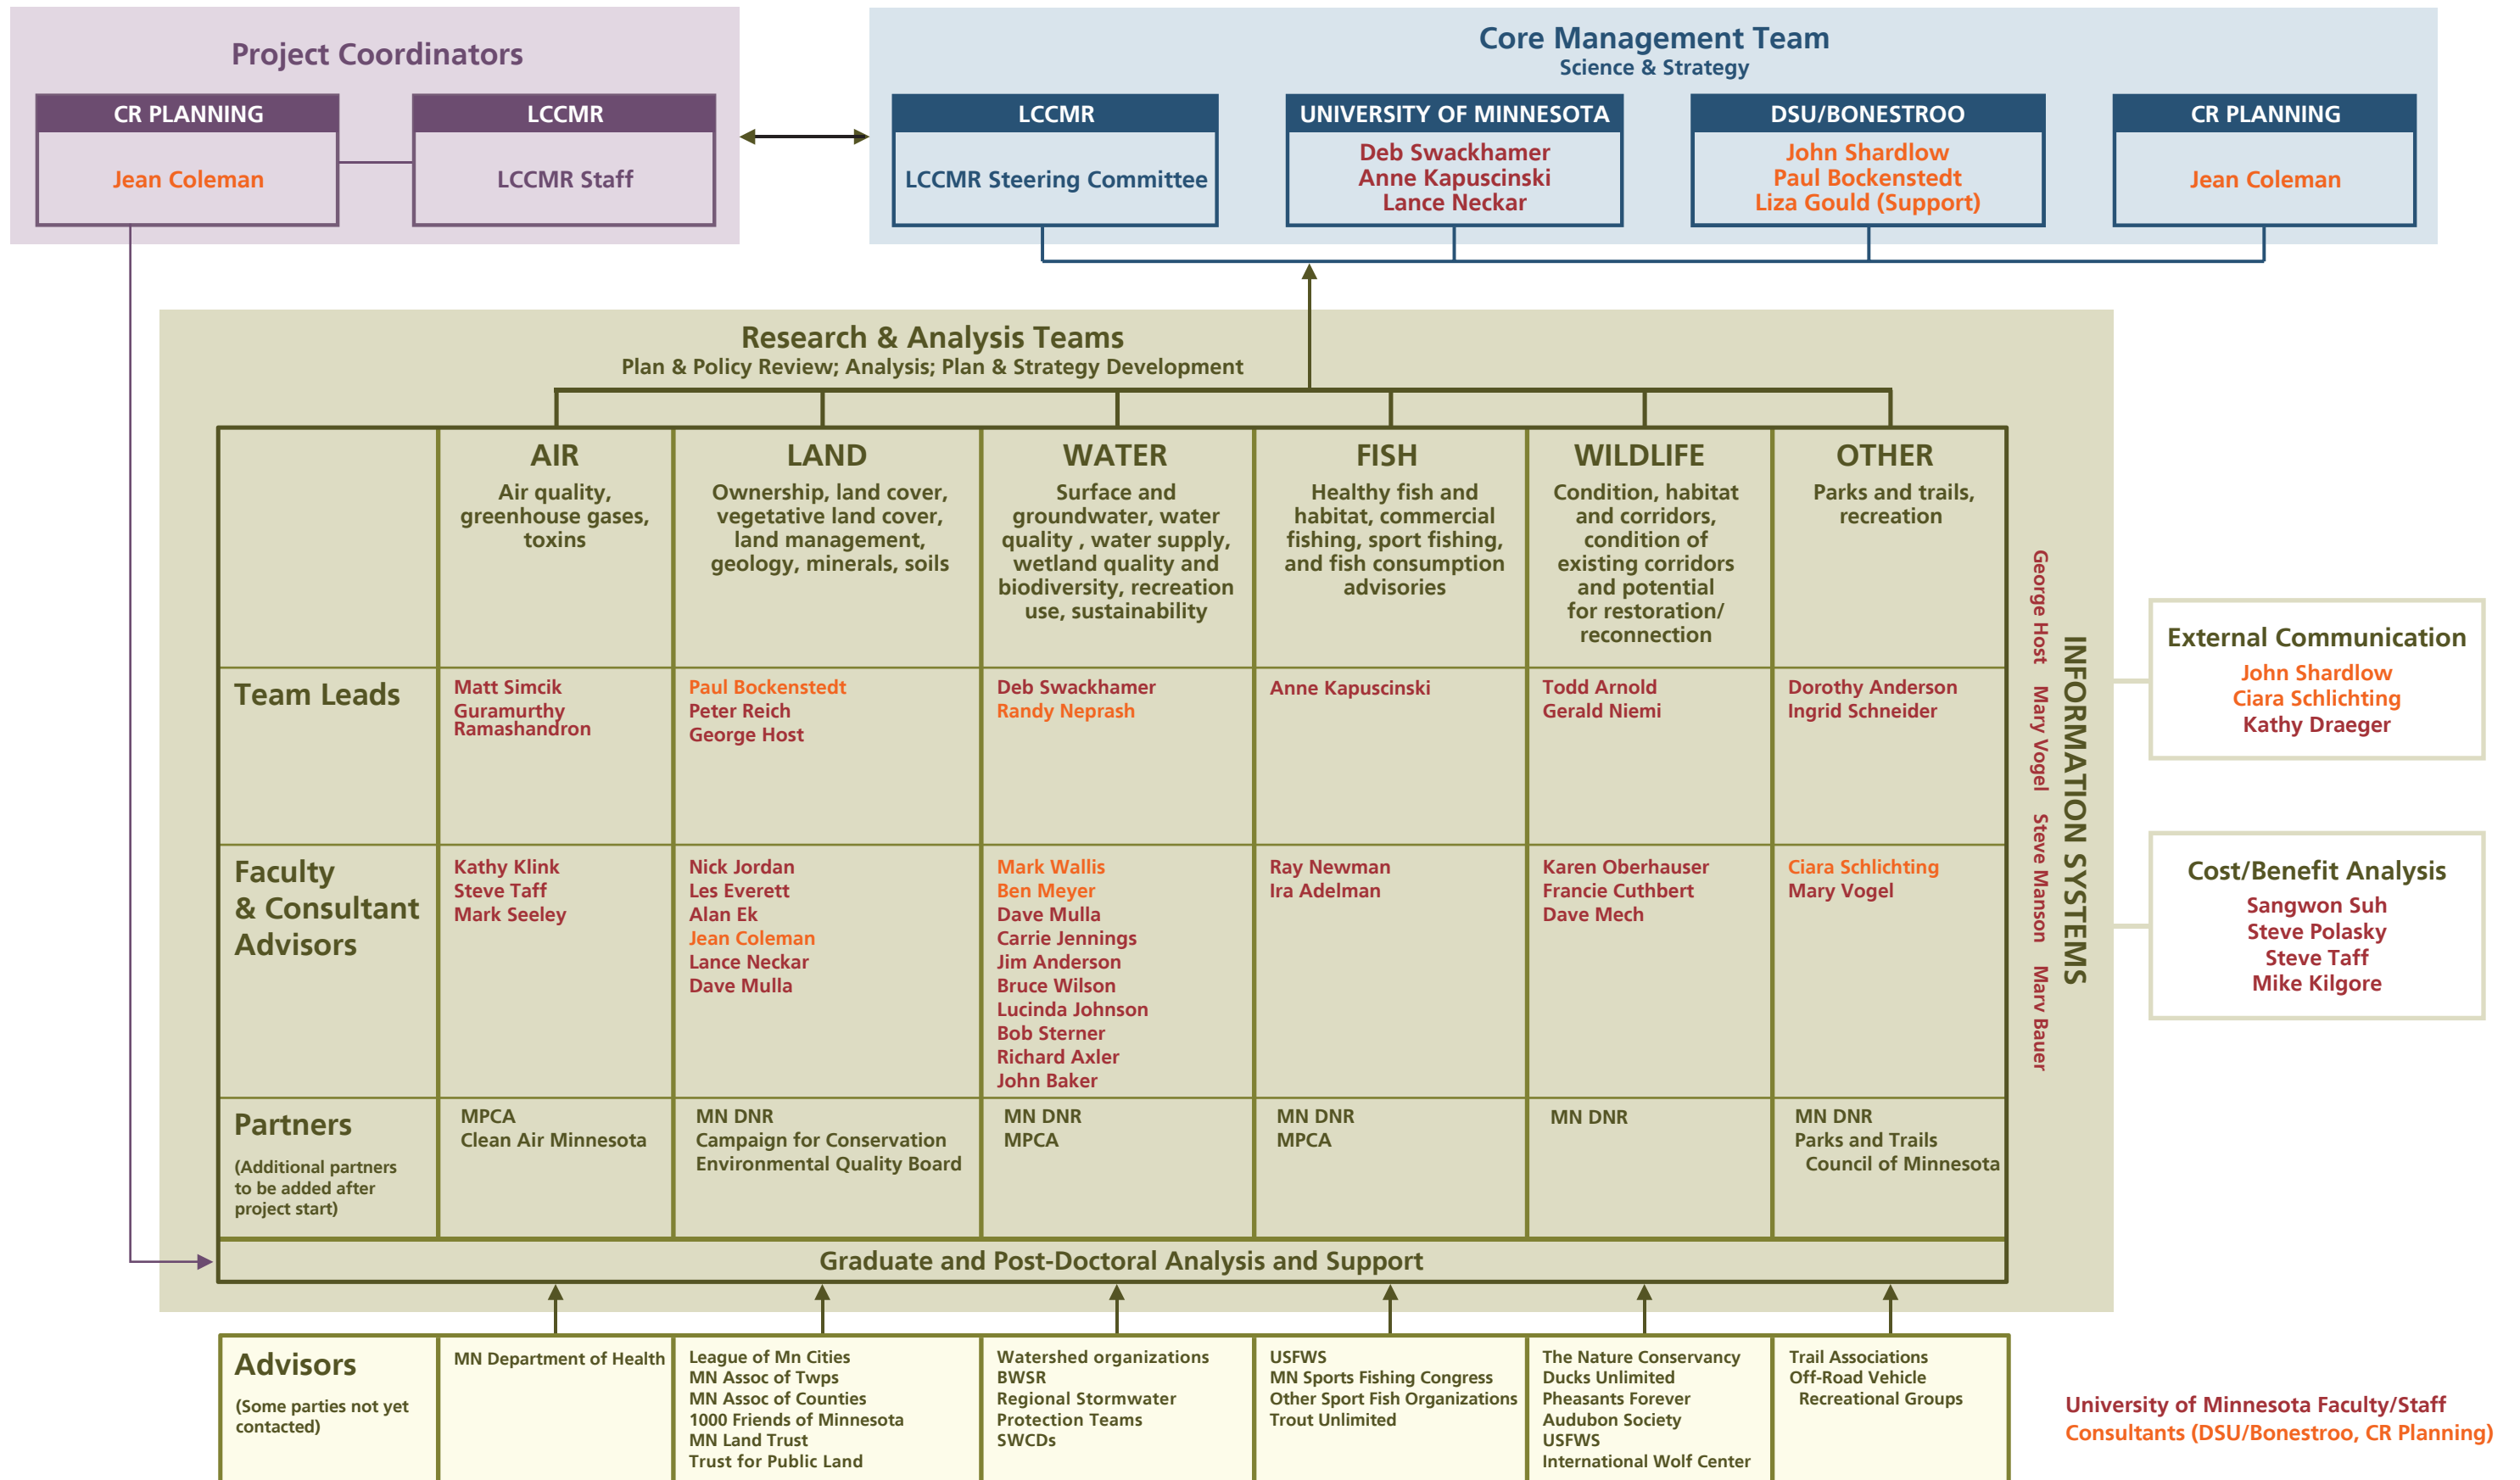 Project Coordinators
CR PLANNING
Jean Coleman
LCCMR
LCCMR Staff
Core Management Team
Science & Strategy
LCCMR
LCCMR Steering Committee
UNIVERSITY OF MINNESOTA
Deb Swackhamer
Anne Kapuscinski
Lance Neckar
DSU/BONESTROO
John Shardlow
Paul Bockenstedt
Liza Gould (Support)
CR PLANNING
Jean Coleman
Research & Analysis Teams
Plan & Policy Review; Analysis; Plan & Strategy Development
AIR
Air quality,
greenhouse gases,
toxins
LAND
Ownership, land cover,
vegetative land cover,
land management,
geology, minerals, soils
WATER
Surface and
groundwater, water
quality , water supply,
wetland quality and
biodiversity, recreation
use, sustainability
FISH
Healthy fish and
habitat, commercial
fishing, sport fishing,
and fish consumption
advisories
WILDLIFE
Condition, habitat
and corridors,
condition of
existing corridors
and potential
for restoration/
reconnection
OTHER
Parks and trails,
recreation
Team Leads
Matt Simcik
Guramurthy
Ramashandron
Paul Bockenstedt
Peter Reich
George Host
Deb Swackhamer
Randy Neprash
Anne Kapuscinski
Todd Arnold
Gerald Niemi
Dorothy Anderson
Ingrid Schneider
Faculty
& Consultant
Advisors
Kathy Klink
Steve Taff
Mark Seeley
Nick Jordan
Les Everett
Alan Ek
Jean Coleman
Lance Neckar
Dave Mulla
Mark Wallis
Ben Meyer
Dave Mulla
Carrie Jennings
Jim Anderson
Bruce Wilson
Lucinda Johnson
Bob Sterner
Richard Axler
John Baker
Ray Newman
Ira Adelman
Karen Oberhauser
Francie Cuthbert
Dave Mech
Ciara Schlichting
Mary Vogel
Partners
(Additional partners
to be added after
project start)
MPCA
Clean Air Minnesota
MN DNR
Campaign for Conservation
Environmental Quality Board
MN DNR
MPCA
MN DNR
MPCA
MN DNR
MN DNR
Parks and Trails
Council of Minnesota
Graduate and Post-Doctoral Analysis and Support
INFORMATION SYSTEMS
George Host Mary Vogel Steve Manson Marv Bauer
External Communication
John Shardlow
Ciara Schlichting
Kathy Draeger
Cost/Benefit Analysis
Sangwon Suh
Steve Polasky
Steve Taff
Mike Kilgore
Advisors
(Some parties not yet
contacted)
MN Department of Health
League of Mn Cities
MN Assoc of Twps
MN Assoc of Counties
1000 Friends of Minnesota
MN Land Trust
Trust for Public Land
Watershed organizations
BWSR
Regional Stormwater
Protection Teams
SWCDs
USFWS
MN Sports Fishing Congress
Other Sport Fish Organizations
Trout Unlimited
The Nature Conservancy
Ducks Unlimited
Pheasants Forever
Audubon Society
USFWS
International Wolf Center
Trail Associations
Off-Road Vehicle
Recreational Groups
University of Minnesota Faculty/Staff
Consultants (DSU/Bonestroo, CR Planning)